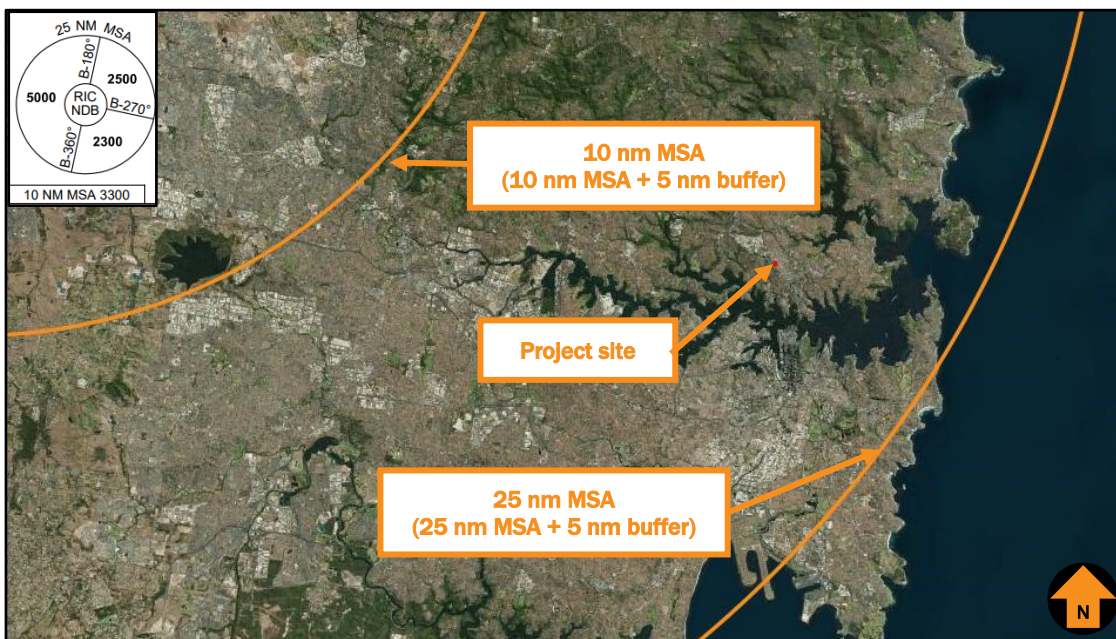 25 NM MSA
B-180°
2500
5000
RIC
NDB
B-270°
B-360°
2300
10 NM MSA 3300
10 nm MSA
(10 nm MSA + 5 nm buffer)
Project site
25 nm MSA
(25 nm MSA + 5 nm buffer)
N